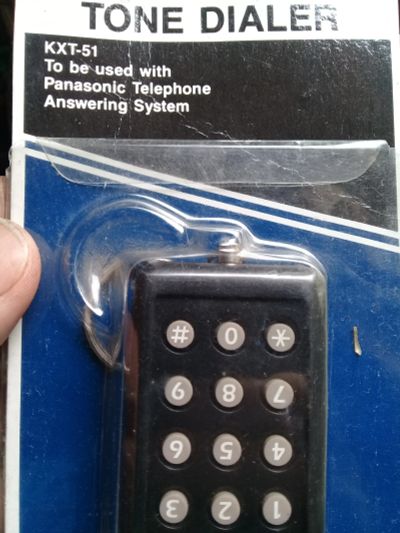 TONE DIALER
KXT-51
To be used with
Panasonic Telephone
Answering System
# 0 *
9 8 7
6 5 4
3 2 1